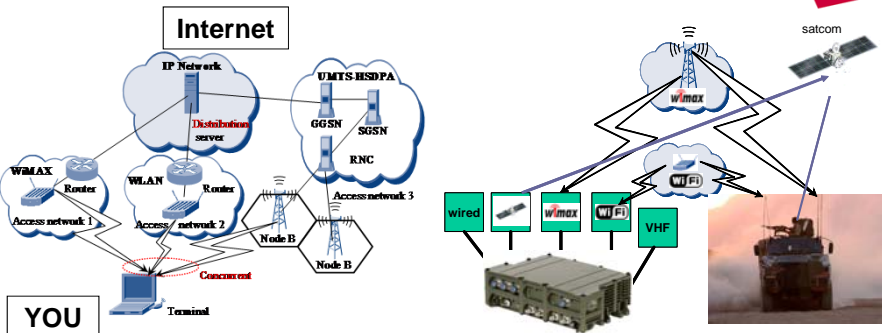 Internet
IP Network
UMTS-HSDPA
GGSN
SGSN
Distribution
server
RNC
WiMAX
Router
WLAN
Router
Access network 3
Access network 1
Access
network 2
Node B
Node B
Concurrent
Terminal
YOU
satcom
wimax
WiFi
wired
wimax
WiFi
VHF